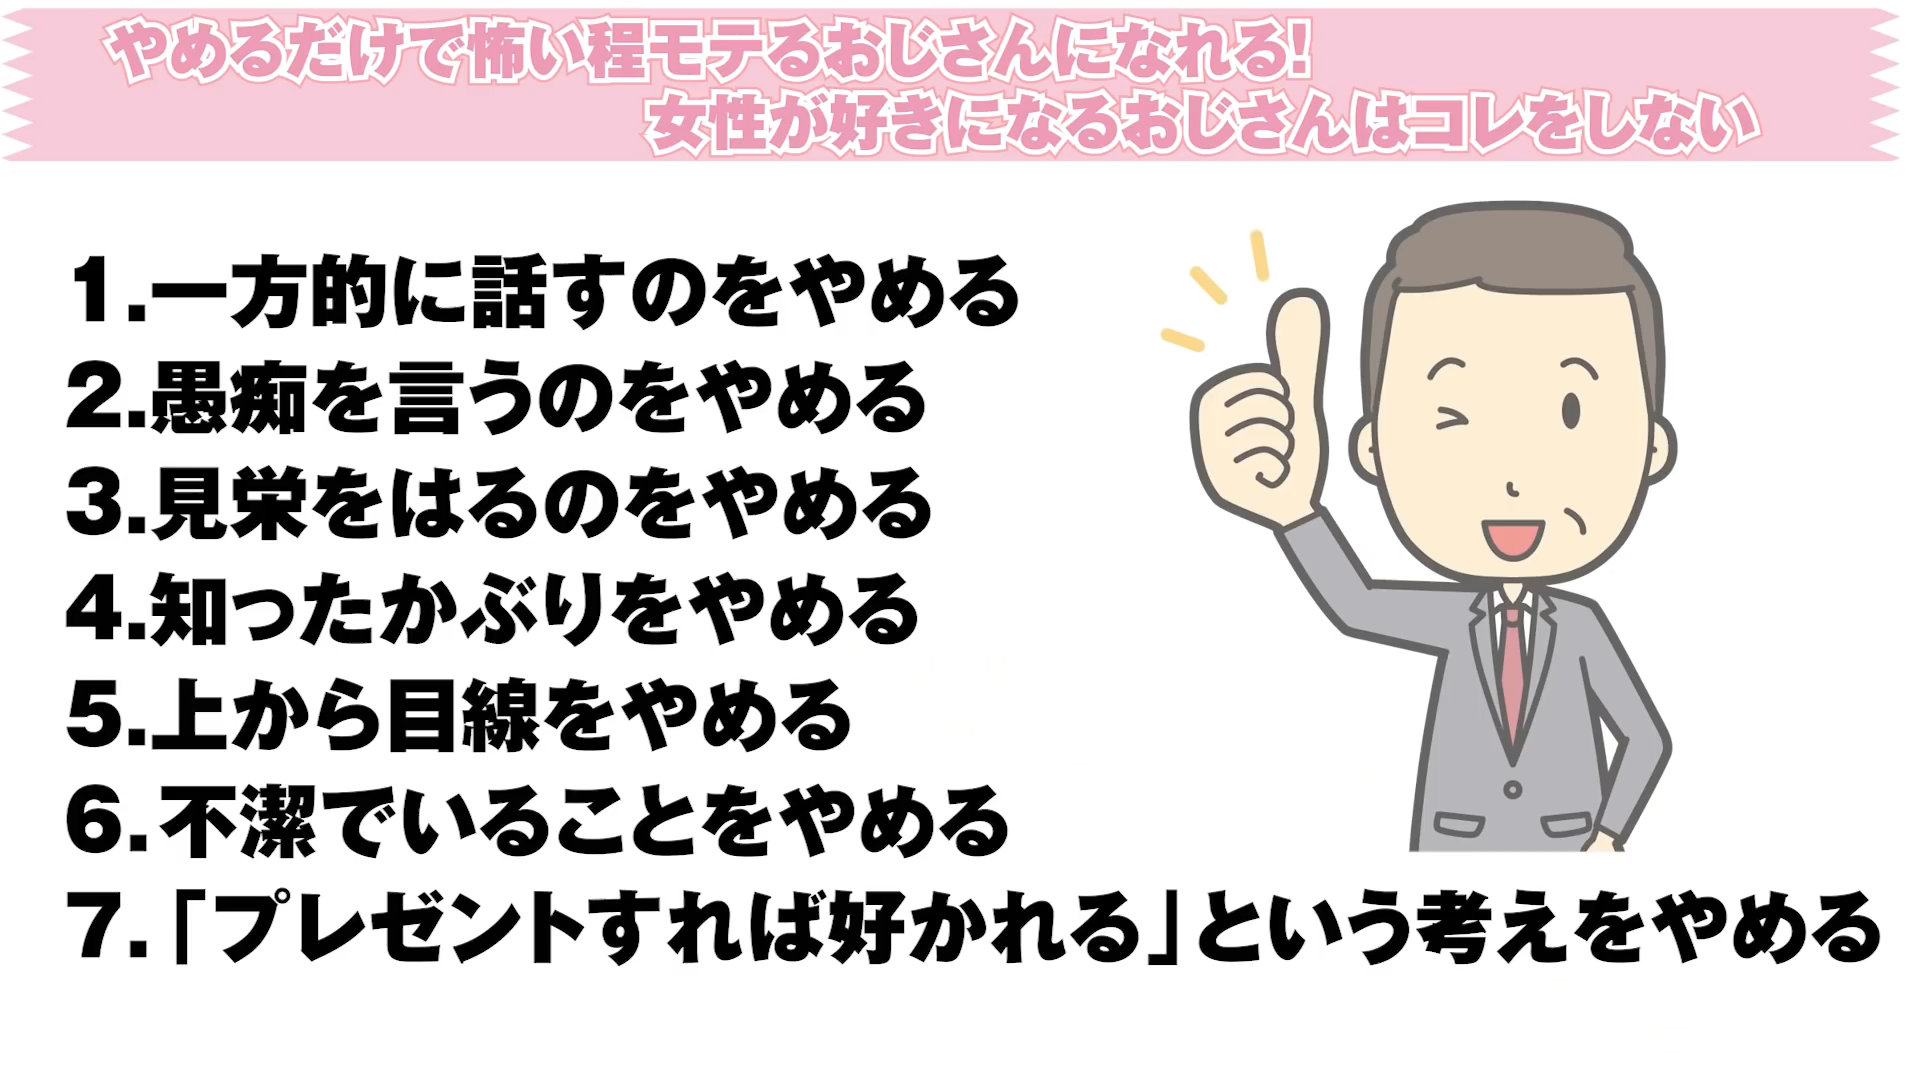 やめるだけで怖い程モテるおじさんになれる!
女性が好きになるおじさんはコレをしない
1.一方的に話すのをやめる
2.愚痴を言うのをやめる
3.見栄をはるのをやめる
4.知ったかぶりをやめる
5.上から目線をやめる
6.不潔でいることをやめる
7.「プレゼントすれば好かれる」という考えをやめる